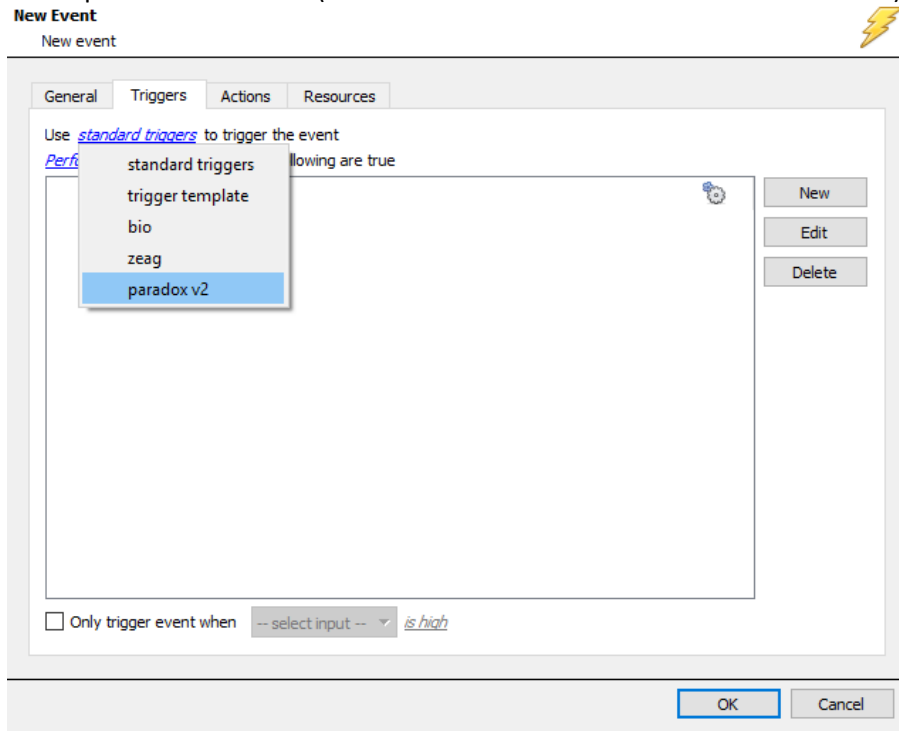 New Event
New event
General Triggers Actions Resources
Use standard triggers to trigger the event
Perfo llowing are true
standard triggers
trigger template
bio
zeag
paradox v2
New
Edit
Delete
Only trigger event when -- select input -- is high
OK Cancel